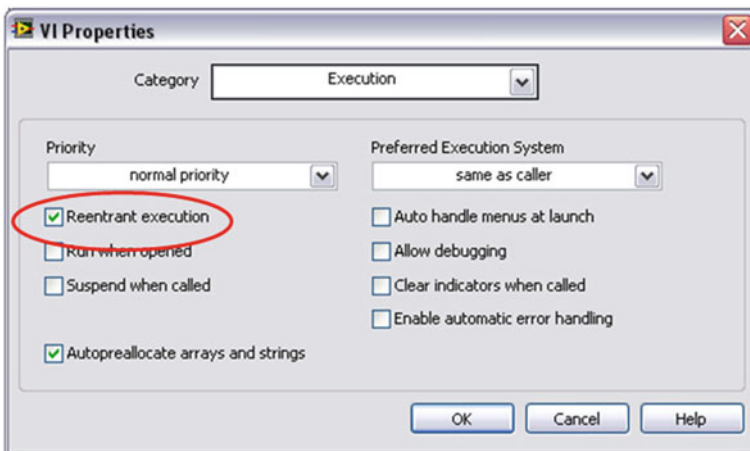 VI Properties
Category Execution
Priority Preferred Execution System
normal priority same as caller
Reentrant execution Auto handle menus at launch
Run when opened Allow debugging
Suspend when called Clear indicators when called
Enable automatic error handling
Autopreallocate arrays and strings
OK Cancel Help